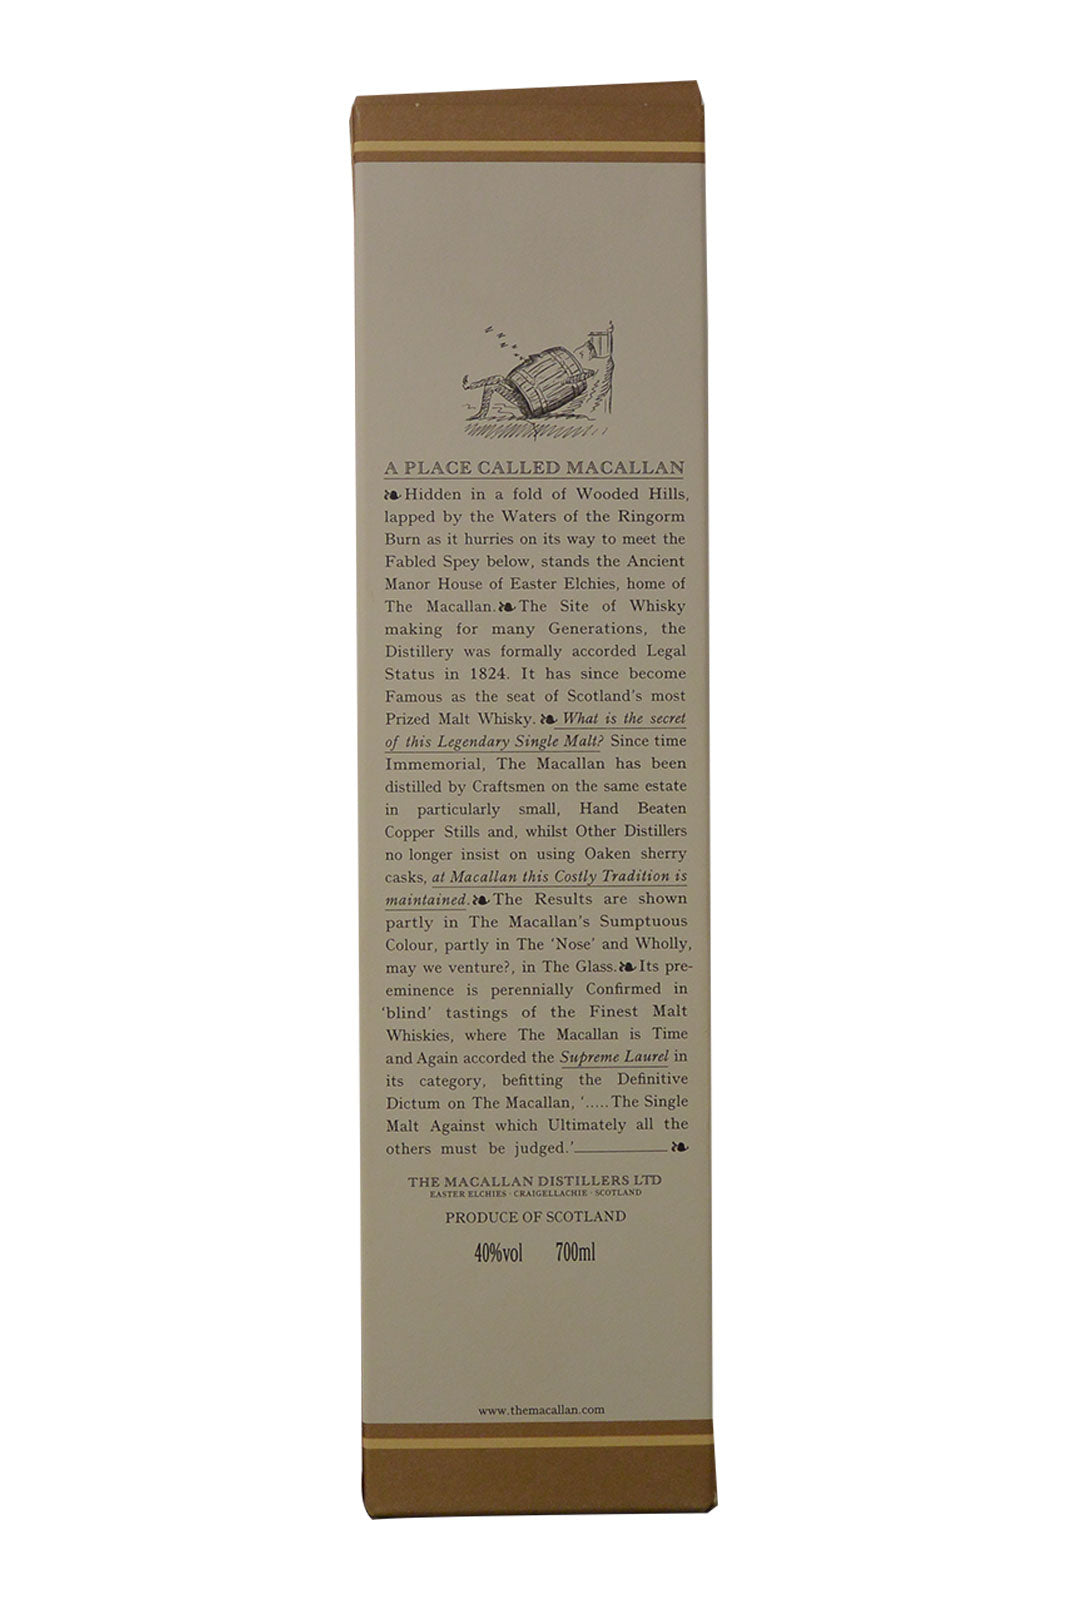 z z z z z
A PLACE CALLED MACALLAN
Hidden in a fold of Wooded Hills,
lapped by the Waters of the Ringorm
Burn as it hurries on its way to meet the
Fabled Spey below, stands the Ancient
Manor House of Easter Elchies, home of
The Macallan. The Site of Whisky
making for many Generations, the
Distillery was formally accorded Legal
Status in 1824. It has since become
Famous as the seat of Scotland's most
Prized Malt Whisky. What is the secret
of this Legendary Single Malt? Since time
Immemorial, The Macallan has been
distilled by Craftsmen on the same estate
in particularly small, Hand Beaten
Copper Stills and, whilst Other Distillers
no longer insist on using Oaken sherry
casks, at Macallan this Costly Tradition is
maintained. The Results are shown
partly in The Macallan's Sumptuous
Colour, partly in The 'Nose' and Wholly,
may we venture?, in The Glass. Its pre-
eminence is perennially Confirmed in
'blind' tastings of the Finest Malt
Whiskies, where The Macallan is Time
and Again accorded the Supreme Laurel in
its category, befitting the Definitive
Dictum on The Macallan, '.....The Single
Malt Against which Ultimately all the
others must be judged.'
THE MACALLAN DISTILLERS LTD
EASTER ELCHIES · CRAIGELLACHIE · SCOTLAND
PRODUCE OF SCOTLAND
40%vol 700ml
www.themacallan.com